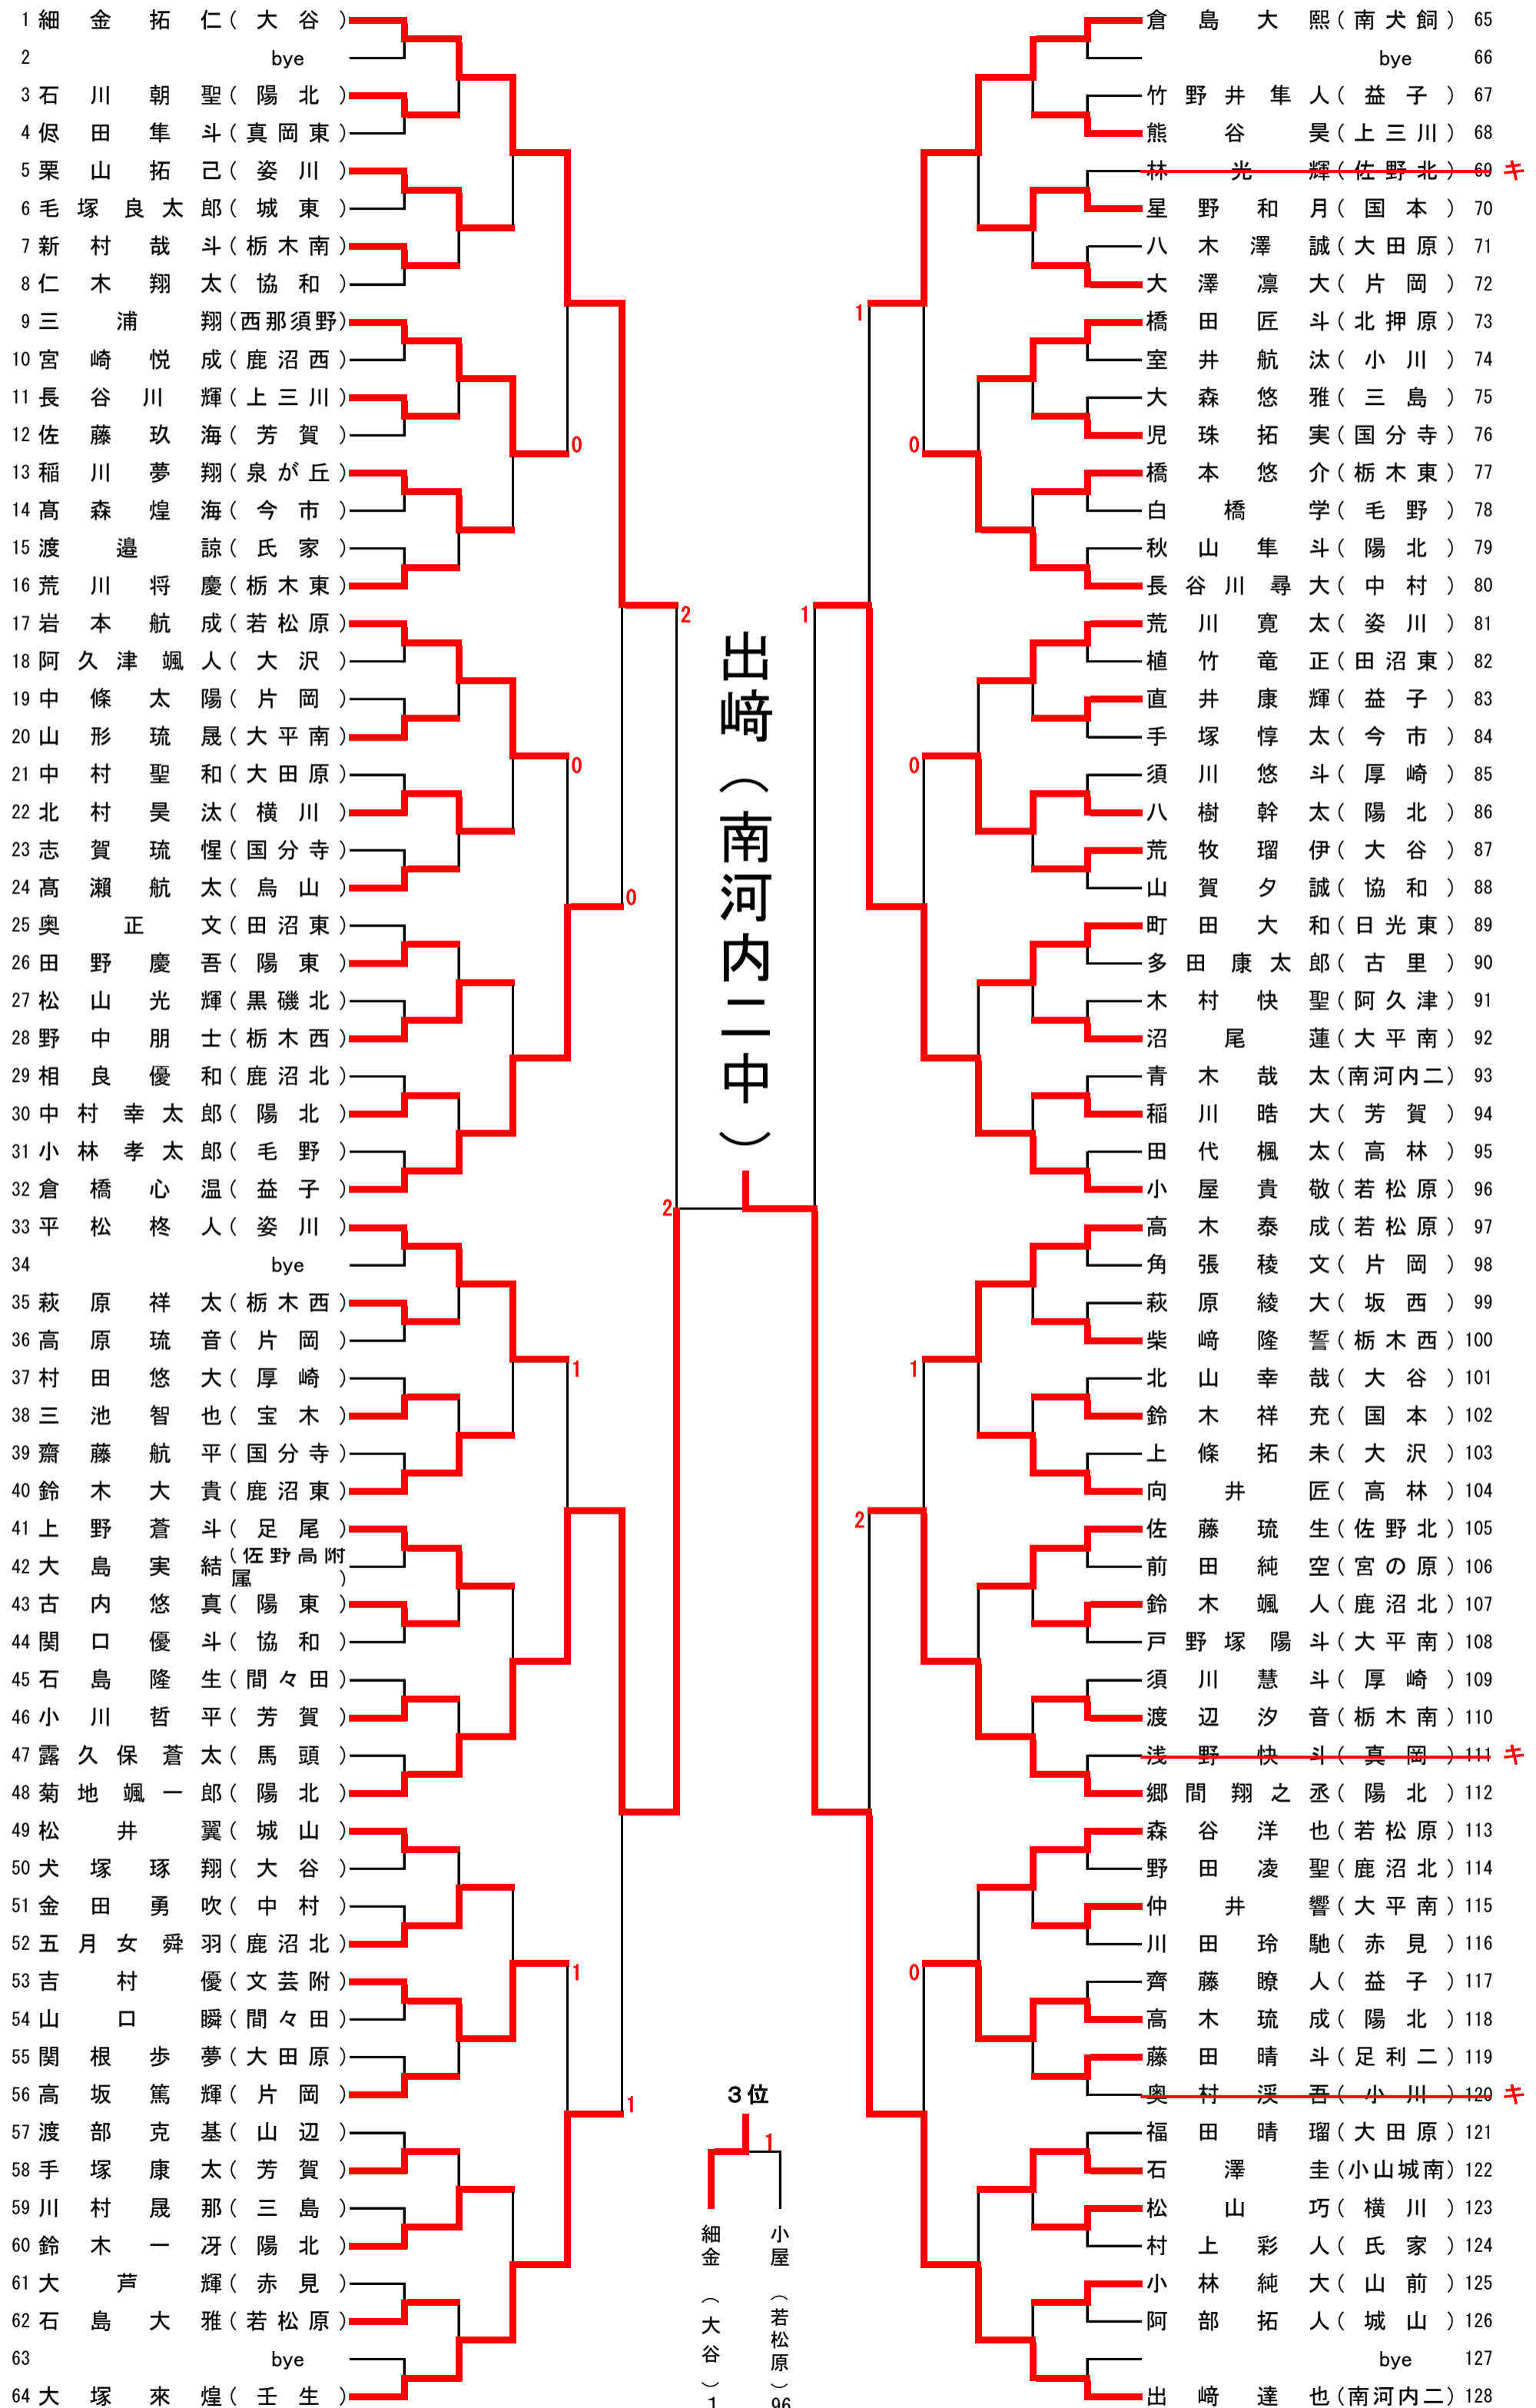 1 細金拓仁(大谷)
2 bye
3 石川朝聖(陽北)
4 侭田隼斗(真岡東)
5 栗山拓己(姿川)
6 毛塚良太郎(城東)
7 新村哉斗(栃木南)
8 仁木翔太(協和)
9 三浦翔(西那須野)
10 宮崎悦成(鹿沼西)
11 長谷川輝(上三川)
12 佐藤玖海(芳賀)
13 稲川夢翔(泉が丘)
14 髙森煌海(今市)
15 渡邉諒(氏家)
16 荒川将慶(栃木東)
17 岩本航成(若松原)
18 阿久津颯人(大沢)
19 中條太陽(片岡)
20 山形琉晟(大平南)
21 中村聖和(大田原)
22 北村昊汰(横川)
23 志賀琉惺(国分寺)
24 髙瀬航太(烏山)
25 奥正文(田沼東)
26 田野慶吾(陽東)
27 松山光輝(黒磯北)
28 野中朋士(栃木西)
29 相良優和(鹿沼北)
30 中村幸太郎(陽北)
31 小林孝太郎(毛野)
32 倉橋心温(益子)
33 平松柊人(姿川)
34 bye
35 萩原祥太(栃木西)
36 高原琉音(片岡)
37 村田悠大(厚崎)
38 三池智也(宝木)
39 齋藤航平(国分寺)
40 鈴木大貴(鹿沼東)
41 上野蒼斗(足尾)
42 大島実結(佐野高附属)
43 古内悠真(陽東)
44 関口優斗(協和)
45 石島隆生(間々田)
46 小川哲平(芳賀)
47 露久保蒼太(馬頭)
48 菊地颯一郎(陽北)
49 松井翼(城山)
50 犬塚琢翔(大谷)
51 金田勇吹(中村)
52 五月女舜羽(鹿沼北)
53 吉村優(文芸附)
54 山口瞬(間々田)
55 関根歩夢(大田原)
56 高坂篤輝(片岡)
57 渡部克基(山辺)
58 手塚康太(芳賀)
59 川村晟那(三島)
60 鈴木一冴(陽北)
61 大芦輝(赤見)
62 石島大雅(若松原)
63 bye
64 大塚來煌(壬生)
0
0
2
0
1
2
1
1
出﨑(南河内二中)
3位
1
細金(大谷)1
小屋(若松原)96
1
0
1
0
1
2
0
倉島大熙(南犬飼) 65
bye 66
竹野井隼人(益子) 67
熊谷昊(上三川) 68
林光輝(佐野北) 69 キ
星野和月(国本) 70
八木澤誠(大田原) 71
大澤凛大(片岡) 72
橋田匠斗(北押原) 73
室井航汰(小川) 74
大森悠雅(三島) 75
児珠拓実(国分寺) 76
橋本悠介(栃木東) 77
白橋学(毛野) 78
秋山隼斗(陽北) 79
長谷川尋大(中村) 80
荒川寛太(姿川) 81
植竹竜正(田沼東) 82
直井康輝(益子) 83
手塚惇太(今市) 84
須川悠斗(厚崎) 85
八樹幹太(陽北) 86
荒牧瑠伊(大谷) 87
山賀夕誠(協和) 88
町田大和(日光東) 89
多田康太郎(古里) 90
木村快聖(阿久津) 91
沼尾蓮(大平南) 92
青木哉太(南河内二) 93
稲川晧大(芳賀) 94
田代楓太(高林) 95
小屋貴敬(若松原) 96
高木泰成(若松原) 97
角張稜文(片岡) 98
萩原綾大(坂西) 99
柴﨑隆誓(栃木西) 100
北山幸哉(大谷) 101
鈴木祥充(国本) 102
上條拓未(大沢) 103
向井匠(高林) 104
佐藤琉生(佐野北) 105
前田純空(宮の原) 106
鈴木颯人(鹿沼北) 107
戸野塚陽斗(大平南) 108
須川慧斗(厚崎) 109
渡辺汐音(栃木南) 110
浅野快斗(真岡) 111 キ
郷間翔之丞(陽北) 112
森谷洋也(若松原) 113
野田凌聖(鹿沼北) 114
仲井響(大平南) 115
川田玲馳(赤見) 116
齊藤瞭人(益子) 117
高木琉成(陽北) 118
藤田晴斗(足利二) 119
奥村渓吾(小川) 120 キ
福田晴瑠(大田原) 121
石澤圭(小山城南) 122
松山巧(横川) 123
村上彩人(氏家) 124
小林純大(山前) 125
阿部拓人(城山) 126
bye 127
出﨑達也(南河内二) 128